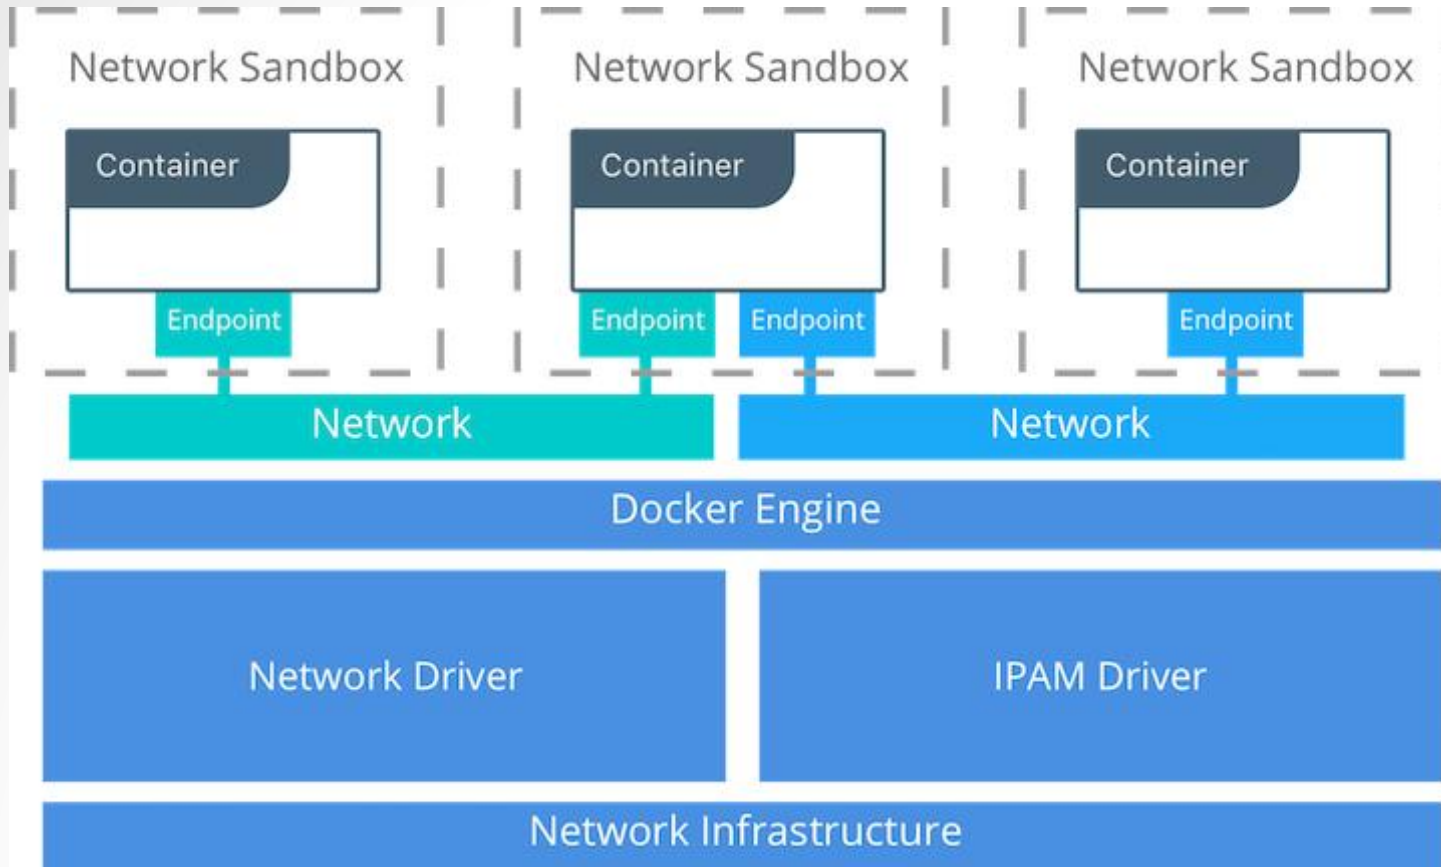 Network Sandbox
Network Sandbox
Network Sandbox
Container
Container
Container
Endpoint
Endpoint
Endpoint
Endpoint
Network
Network
Docker Engine
Network Driver
IPAM Driver
Network Infrastructure